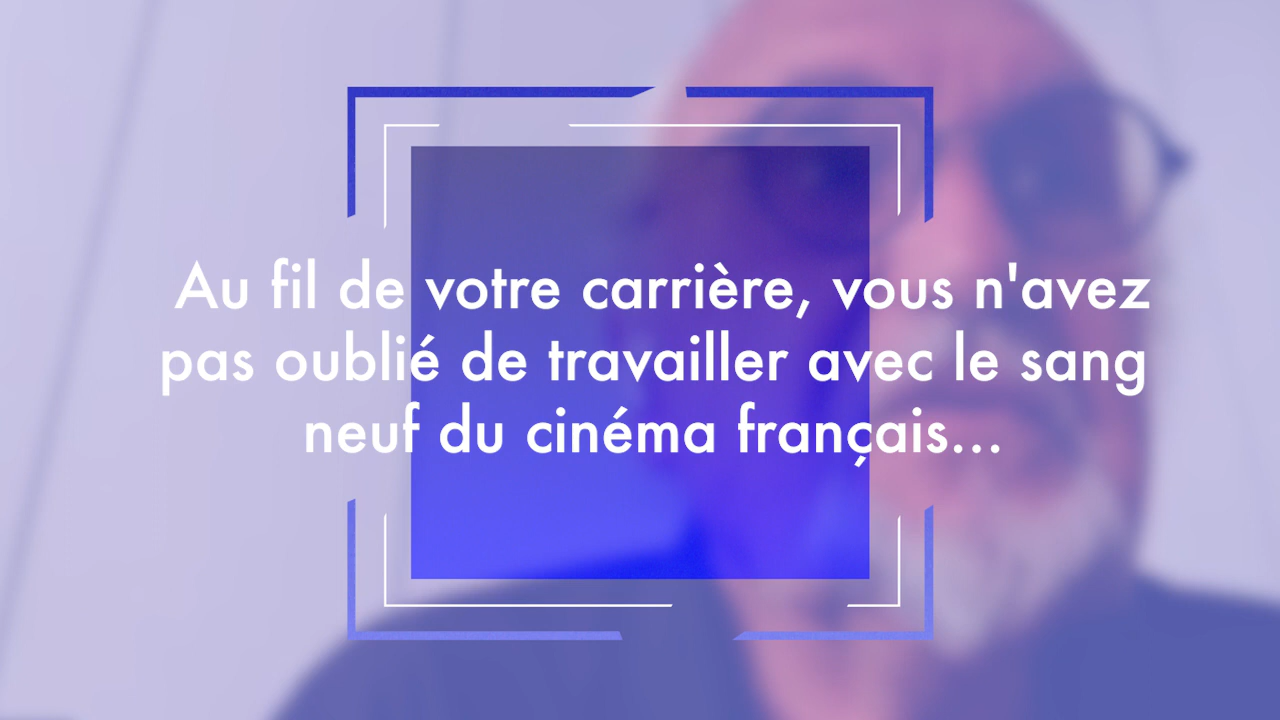 Au fil de votre carrière, vous n'avez
pas oublié de travailler avec le sang
neuf du cinéma français...